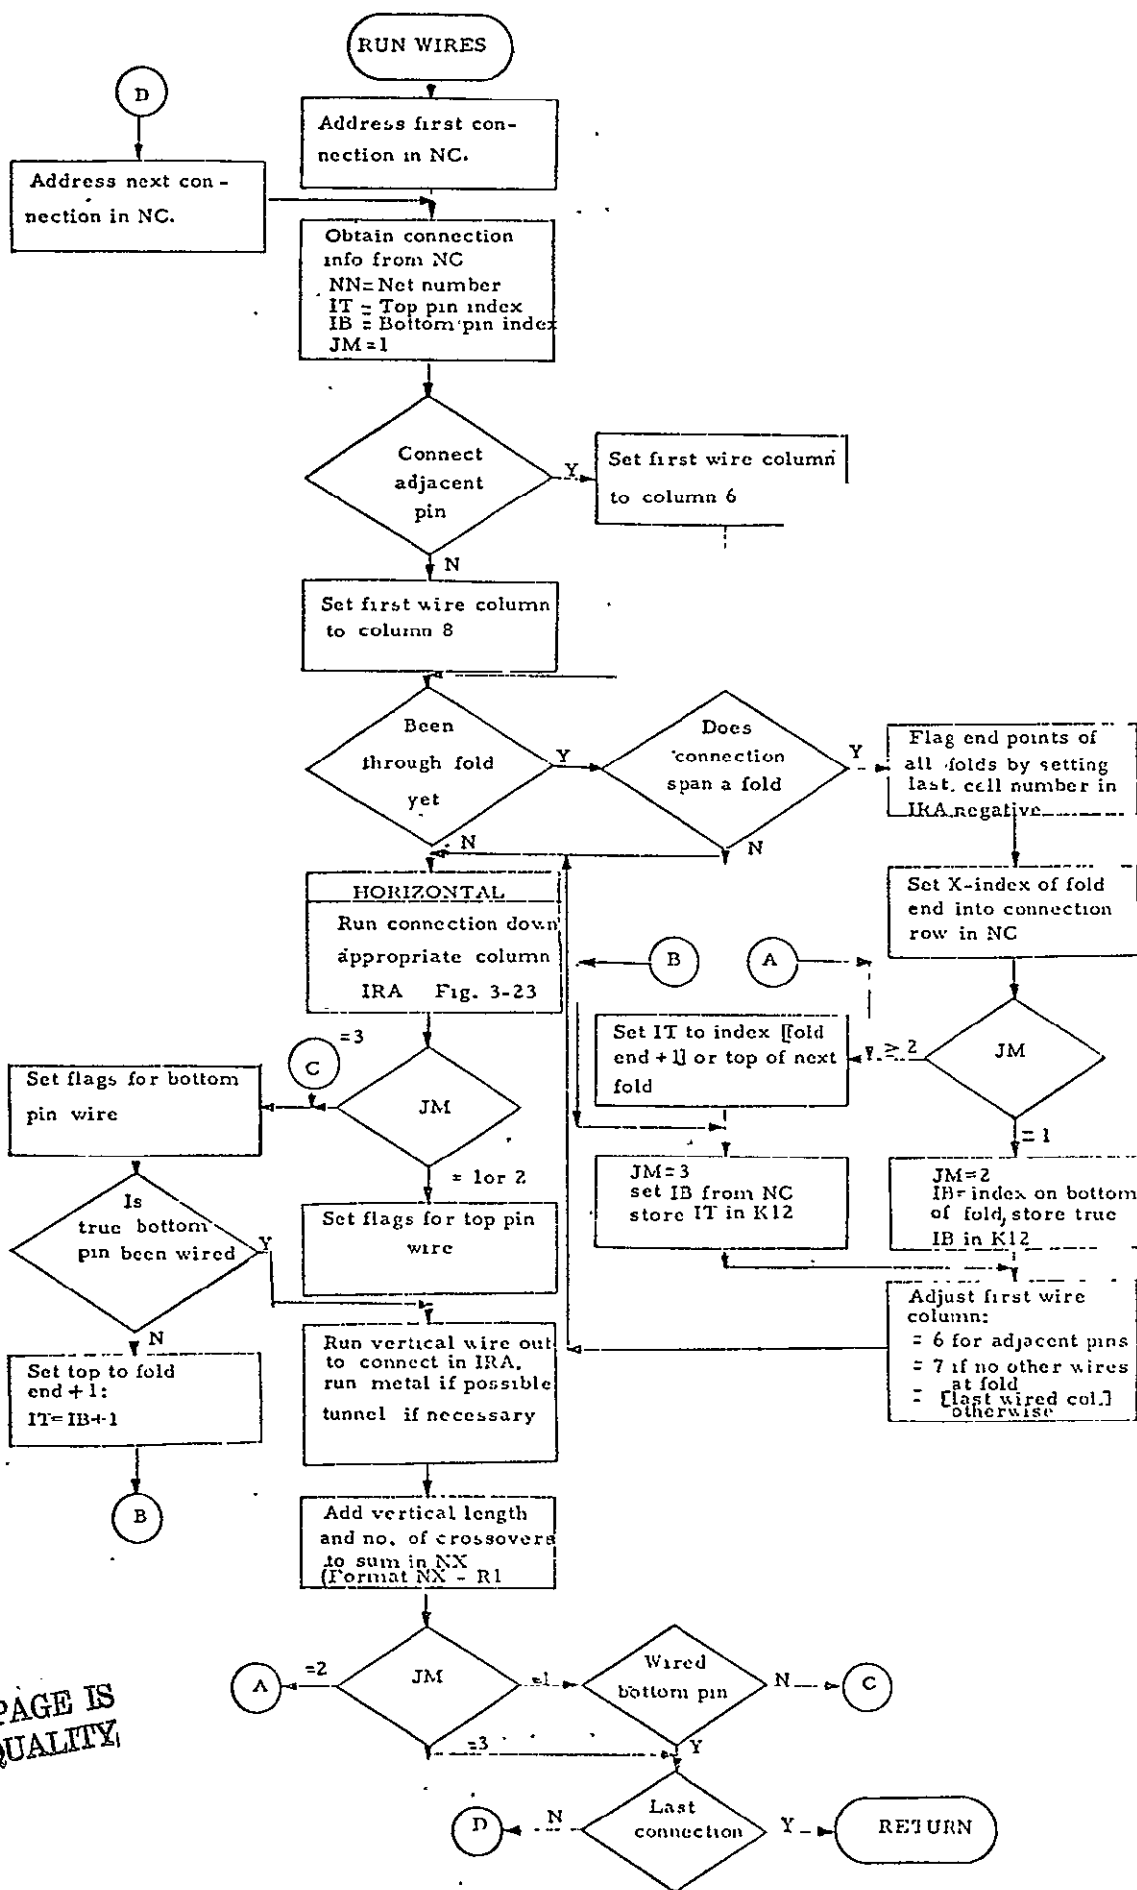 RUN WIRES
D
Address first con-
nection in NC.
Address next con-
nection in NC.
Obtain connection
info from NC
NN= Net number
IT = Top pin index
IB = Bottom pin index
JM=1
Connect
adjacent
pin
Y
N
Set first wire column
to column 6
Set first wire column
to column 8
Been
through fold
yet
Y
N
Does
connection
span a fold
Y
N
Flag end points of
all folds by setting
last. cell number in
IRA negative
HORIZONTAL
Run connection down
appropriate column
IRA Fig. 3-23
Set X-index of fold
end into connection
row in NC
B
A
Set IT to index [fold
end +1] or top of next
fold
≥ 2
JM
= 1
=3
C
JM
= 1or 2
Set flags for bottom
pin wire
JM=3
set IB from NC
store IT in K12
JM=2
IB= index on bottom
of fold, store true
IB in K12
Is
true bottom
pin been wired
Y
N
Set flags for top pin
wire
Adjust first wire
column:
= 6 for adjacent pins
= 7 if no other wires
at fold
= [last wired col.]
otherwise
Run vertical wire out
to connect in IRA.
run metal if possible
tunnel if necessary
Set top to fold
end +1:
IT=IB+1
B
Add vertical length
and no. of crossovers
to sum in NX
(Format NX - R1
A
=2
JM
=1
=3
Wired
bottom pin
N
C
Y
PAGE IS
QUALITY
D
N
Last
connection
Y
RETURN